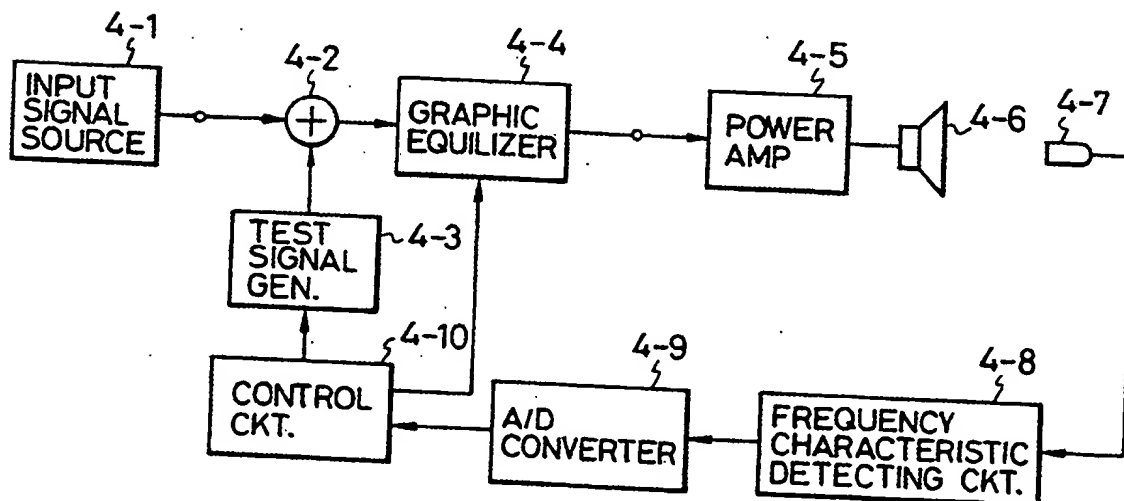 4-1
INPUT
SIGNAL
SOURCE
4-2
4-4
GRAPHIC
EQUILIZER
4-5
POWER
AMP
4-6
4-7
TEST
SIGNAL
GEN.
4-3
4-10
CONTROL
CKT.
4-9
A/D
CONVERTER
4-8
FREQUENCY
CHARACTERISTIC
DETECTING CKT.